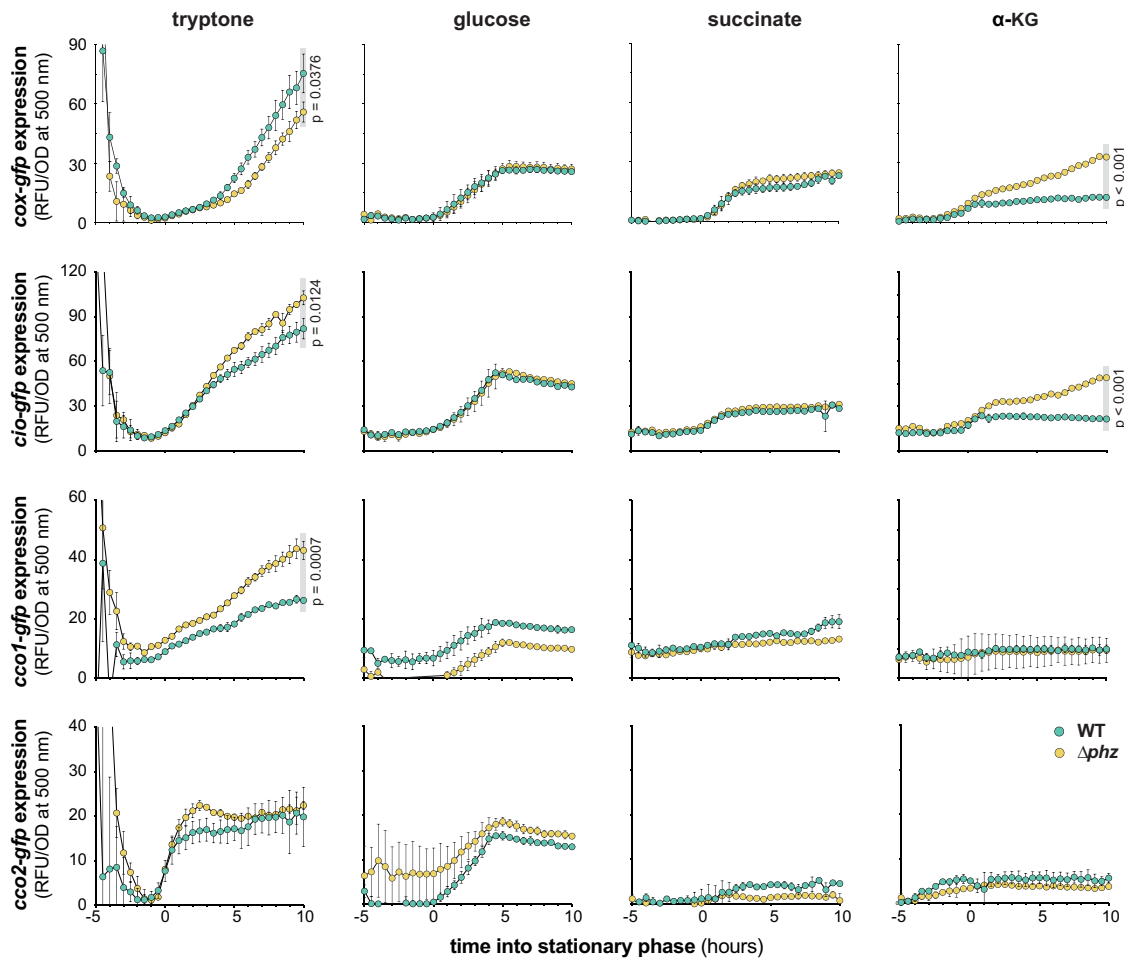 tryptone glucose succinate α-KG
cox-gfp expression
(RFU/OD at 500 nm)
90
60
30
0
p = 0.0376
p < 0.001
cio-gfp expression
(RFU/OD at 500 nm)
120
90
60
30
0
p = 0.0124
p < 0.001
cco1-gfp expression
(RFU/OD at 500 nm)
60
40
20
0
p = 0.0007
cco2-gfp expression
(RFU/OD at 500 nm)
40
30
20
10
0
WT
Δphz
-5 0 5 10 -5 0 5 10 -5 0 5 10 -5 0 5 10
time into stationary phase (hours)